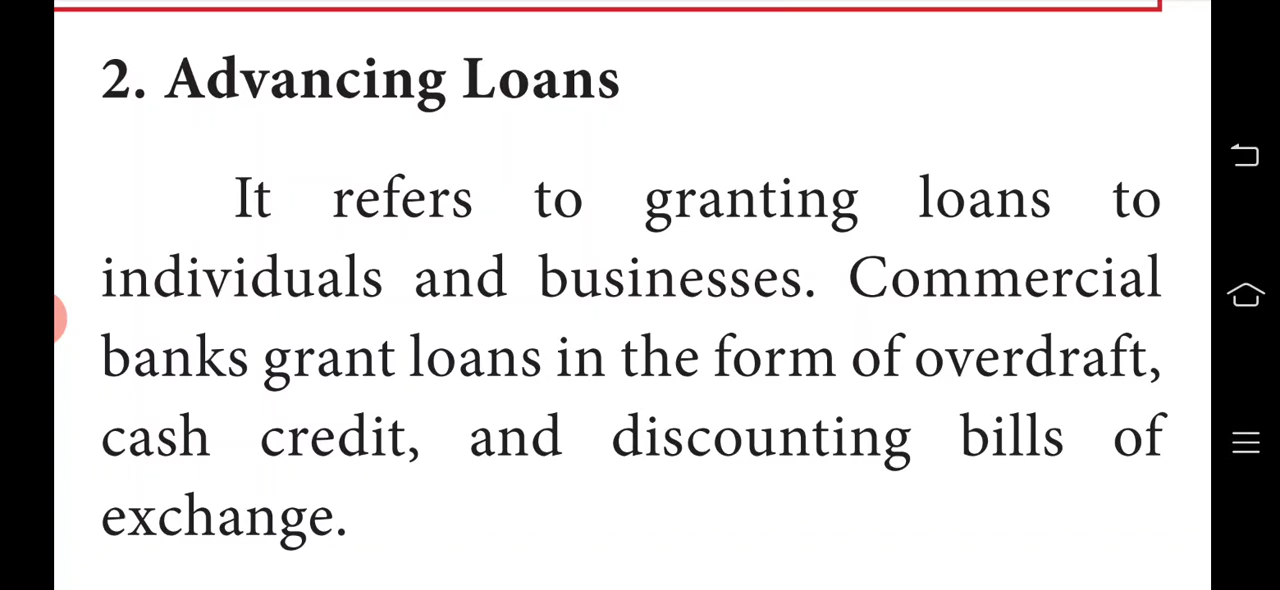 2. Advancing Loans
It refers to granting loans to
individuals and businesses. Commercial
banks grant loans in the form of overdraft,
cash credit, and discounting bills of
exchange.